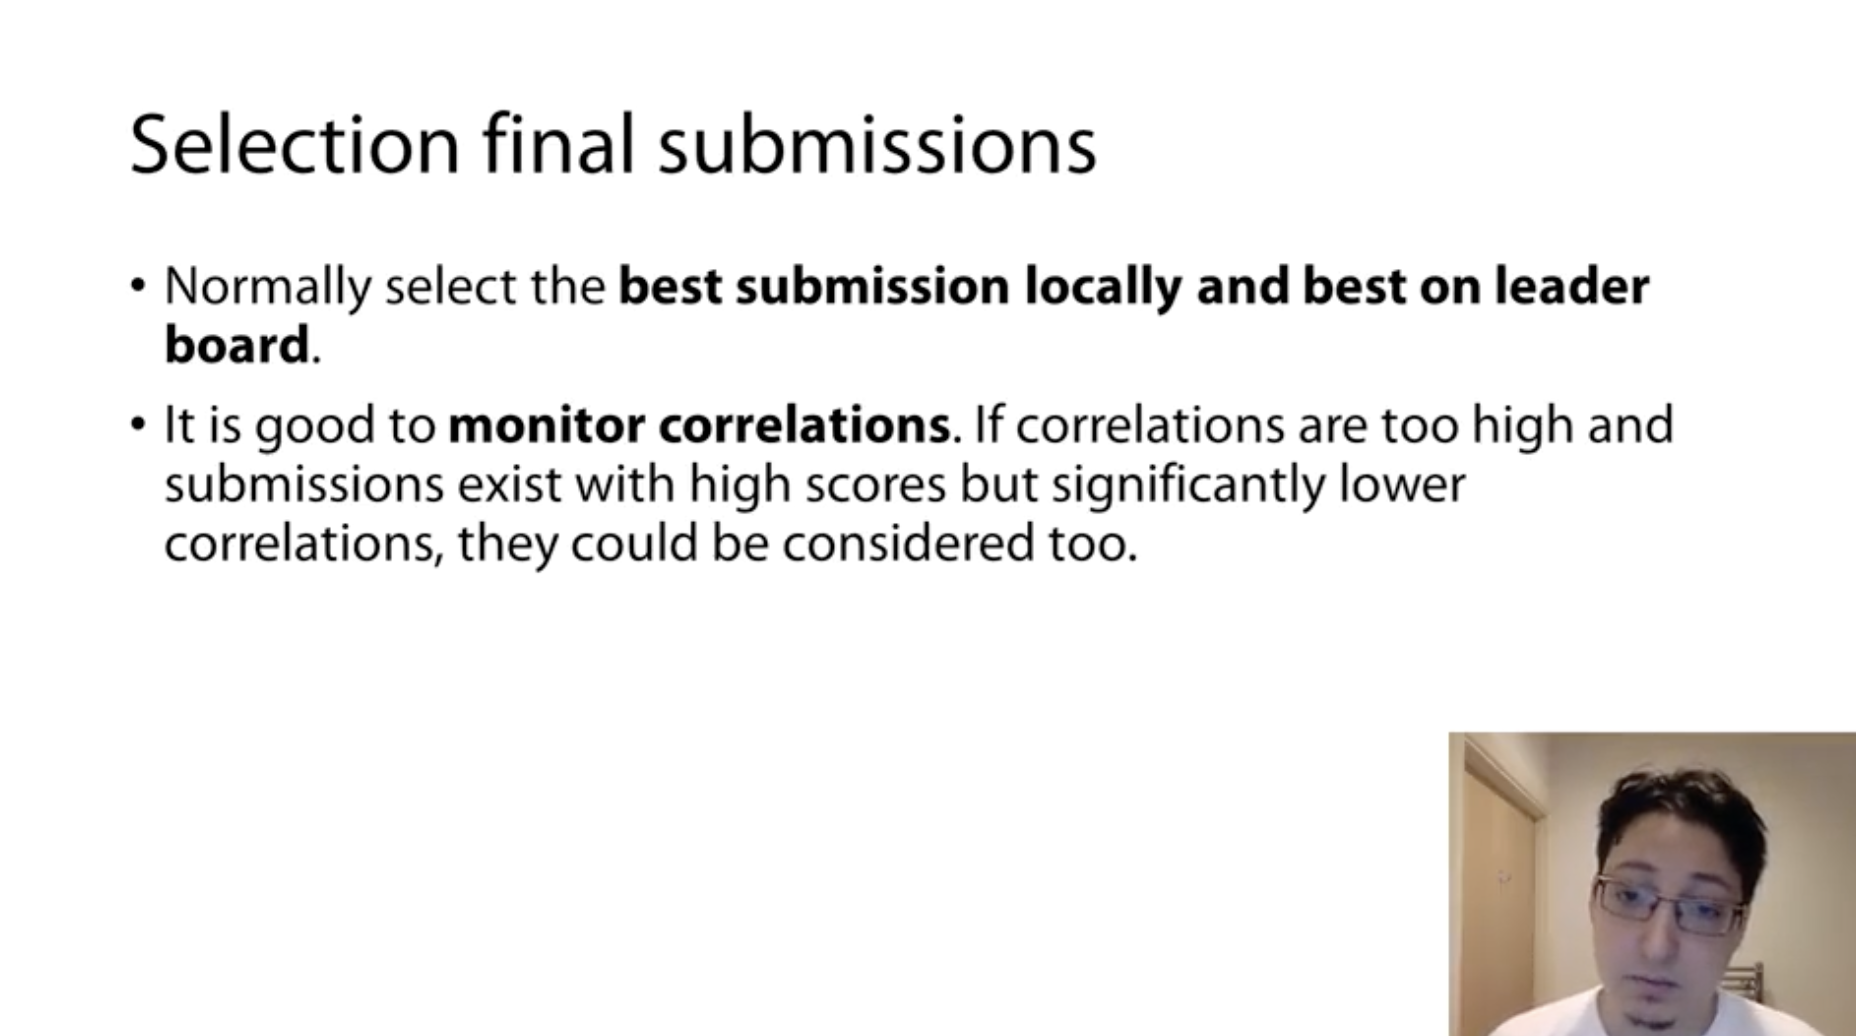 Selection final submissions
• Normally select the best submission locally and best on leader
board.
• It is good to monitor correlations. If correlations are too high and
submissions exist with high scores but significantly lower
correlations, they could be considered too.